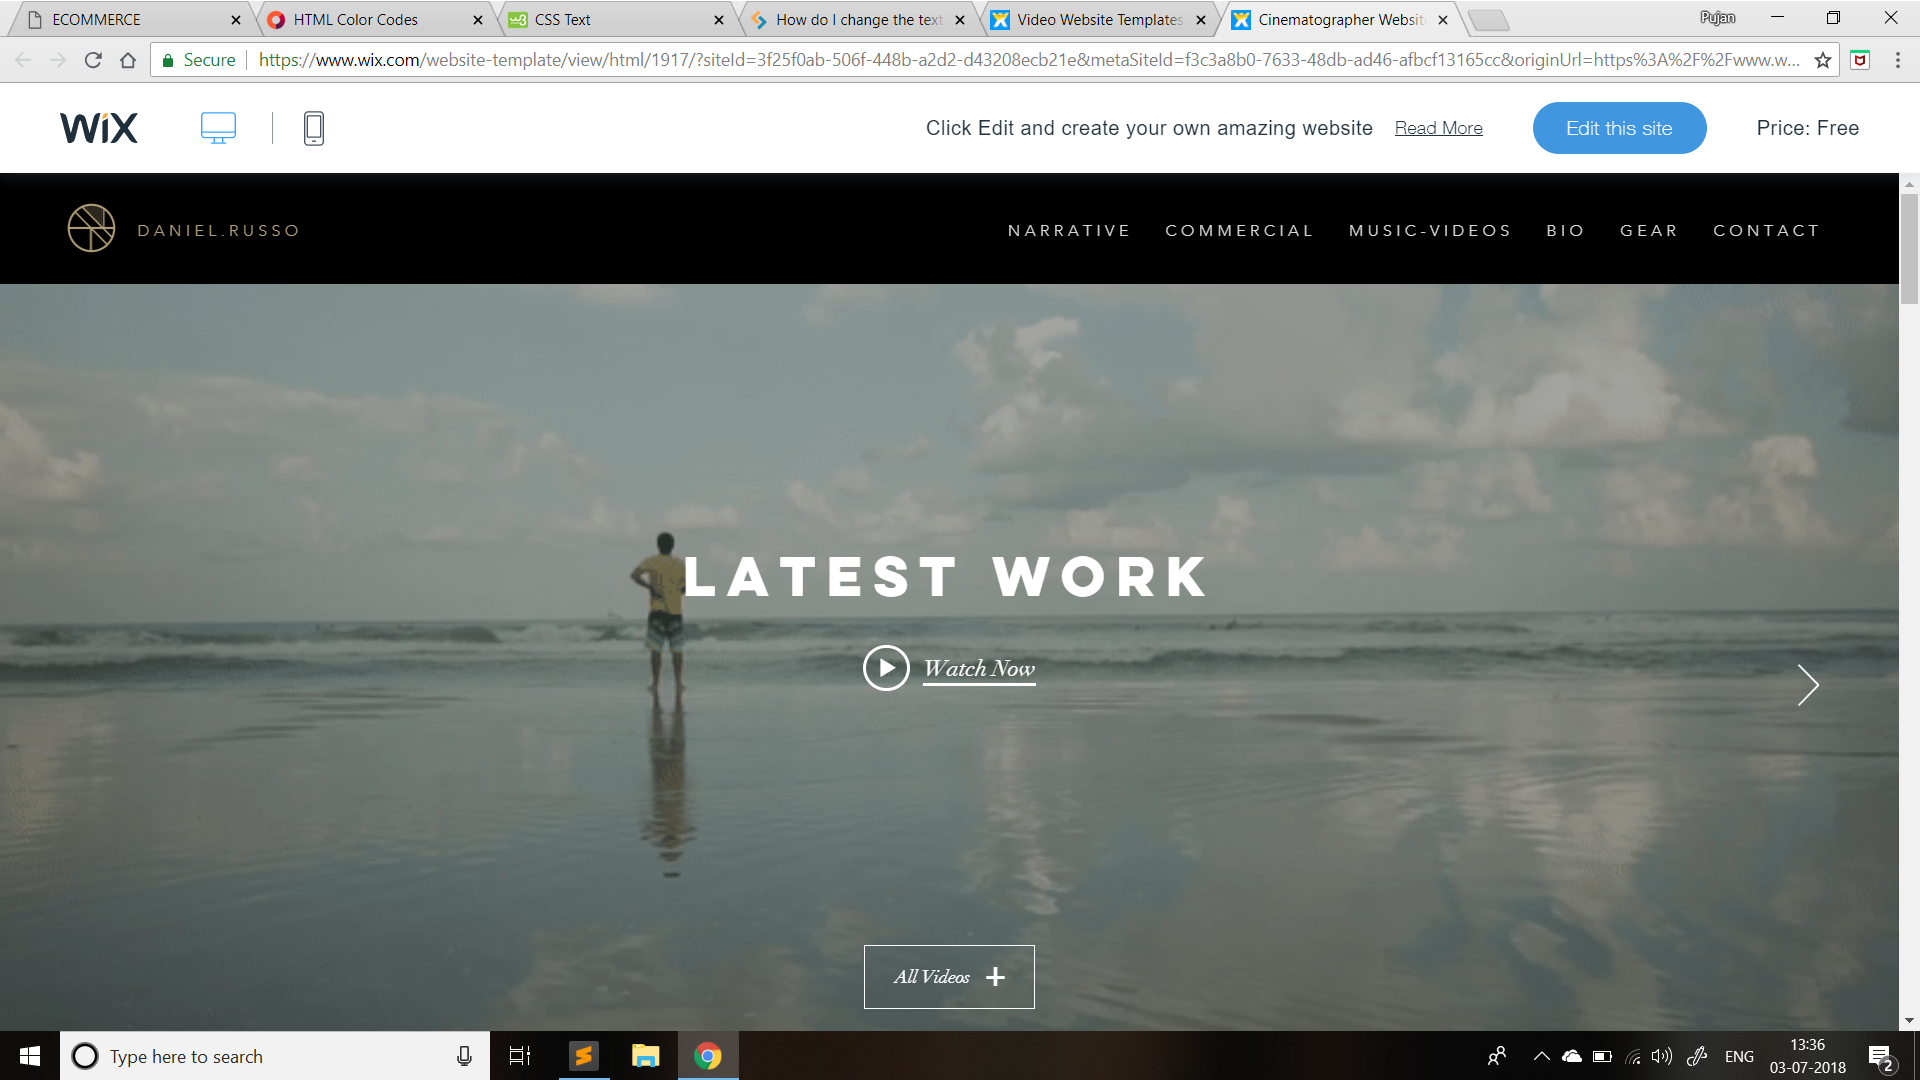 ECOMMERCE
HTML Color Codes
CSS Text
How do I change the text
Video Website Templates
Cinematographer Websit
Pujan
Secure
https://www.wix.com/website-template/view/html/1917/?siteId=3f25f0ab-506f-448b-a2d2-d43208ecb21e&metaSiteId=f3c3a8b0-7633-48db-ad46-afbcf13165cc&originUrl=https%3A%2F%2Fwww.w...
WiX
Click Edit and create your own amazing website
Read More
Edit this site
Price: Free
DANIEL.RUSSO
NARRATIVE
COMMERCIAL
MUSIC-VIDEOS
BIO
GEAR
CONTACT
LATEST WORK
Watch Now
All Videos +
Type here to search
ENG
13:36
03-07-2018
2